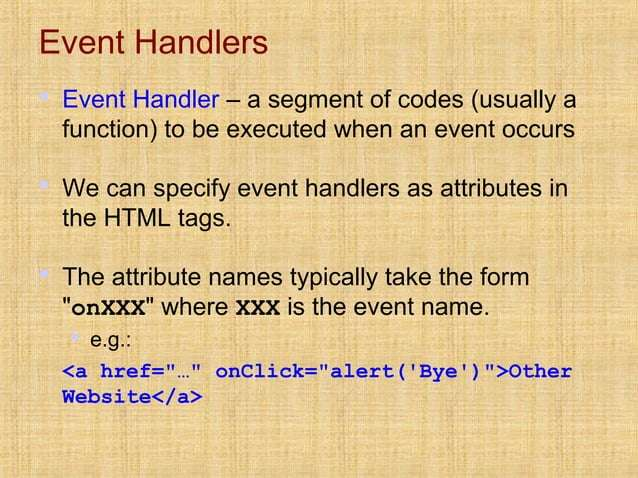 Event Handlers
Event Handler – a segment of codes (usually a
function) to be executed when an event occurs
We can specify event handlers as attributes in
the HTML tags.
The attribute names typically take the form
"onXXX" where XXX is the event name.
e.g.:
<a href="…" onClick="alert('Bye')">Other
Website</a>